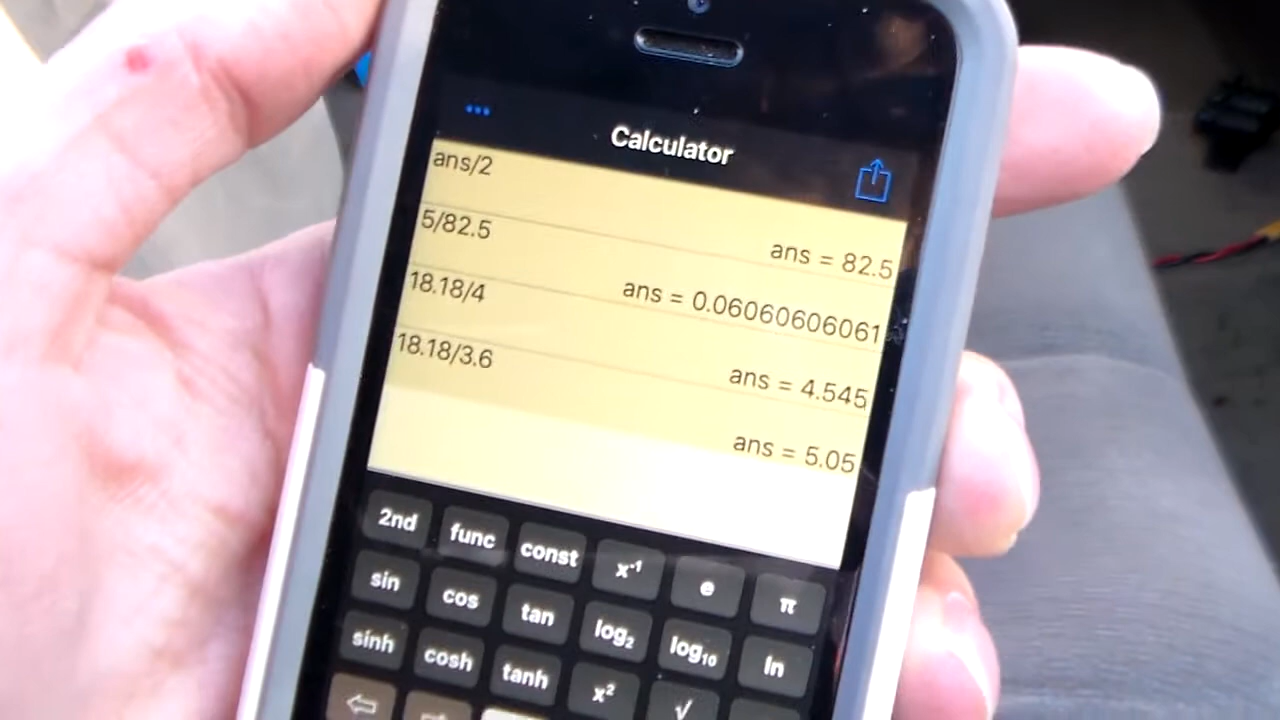 Calculator
ans/2
ans = 82.5
5/82.5
ans = 0.06060606061
18.18/4
ans = 4.545
18.18/3.6
ans = 5.05
2nd func const x⁻¹ e π
sin cos tan log₂ log₁₀ ln
sinh cosh tanh x² √